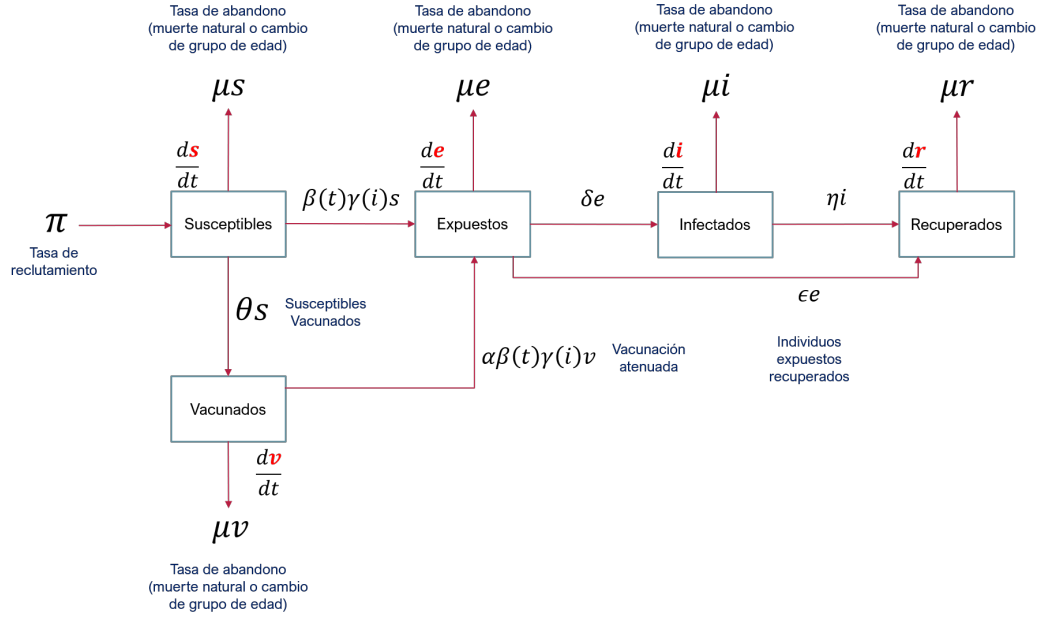 Tasa de abandono
(muerte natural o cambio
de grupo de edad)
Tasa de abandono
(muerte natural o cambio
de grupo de edad)
Tasa de abandono
(muerte natural o cambio
de grupo de edad)
Tasa de abandono
(muerte natural o cambio
de grupo de edad)
μs
μe
μi
μr
ds
dt
de
dt
di
dt
dr
dt
π
Tasa de
reclutamiento
Susceptibles
β(t)γ(i)s
Expuestos
δe
Infectados
ηi
Recuperados
θs
Susceptibles
Vacunados
ϵe
αβ(t)γ(i)v
Vacunación
atenuada
Individuos
expuestos
recuperados
Vacunados
dv
dt
μv
Tasa de abandono
(muerte natural o cambio
de grupo de edad)